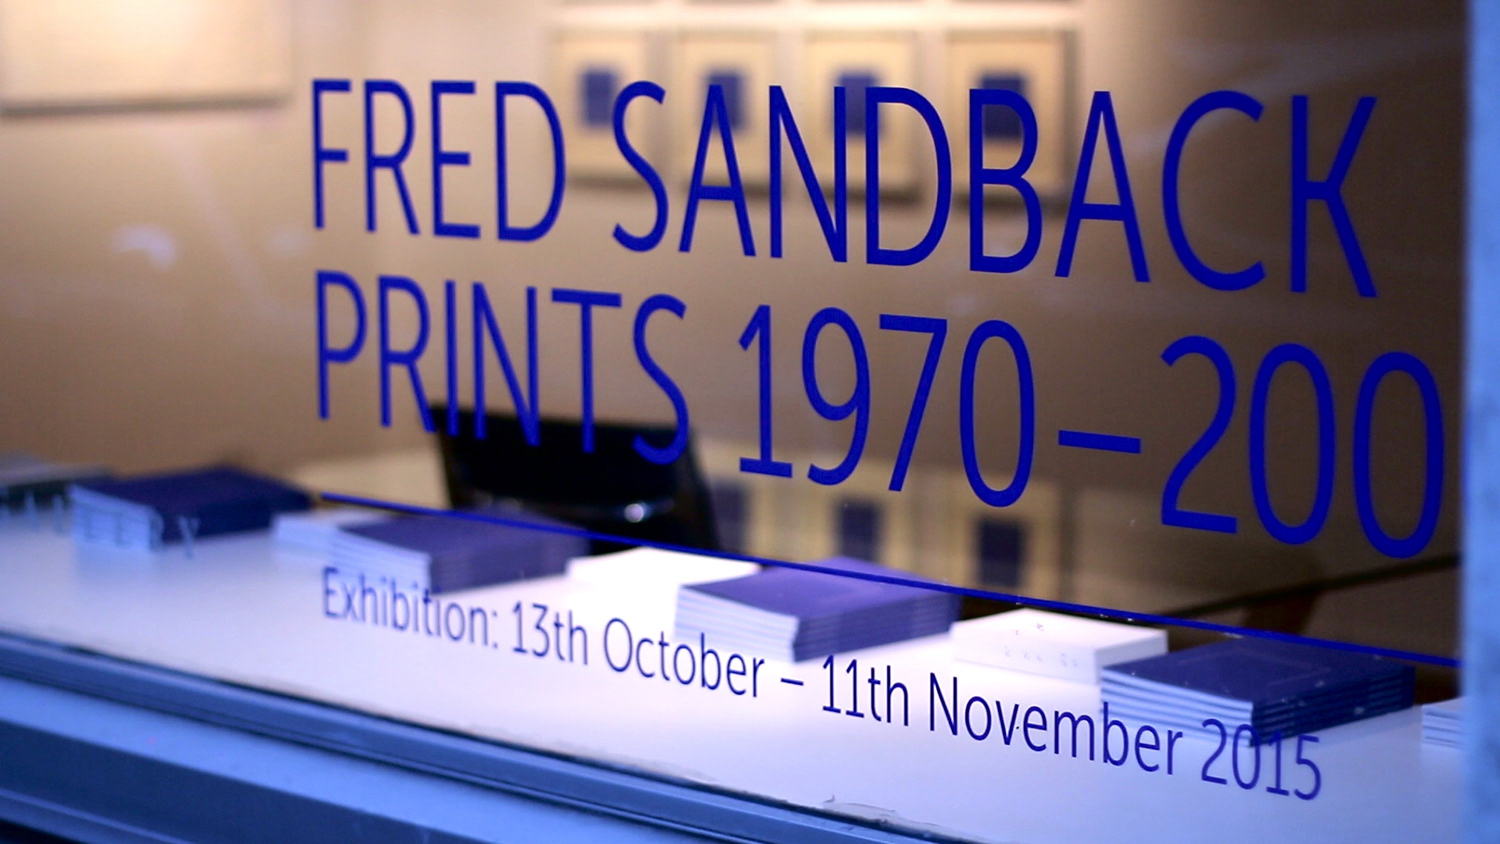 FRED SANDBACK
PRINTS 1970–200
Exhibition: 13th October – 11th November 2015